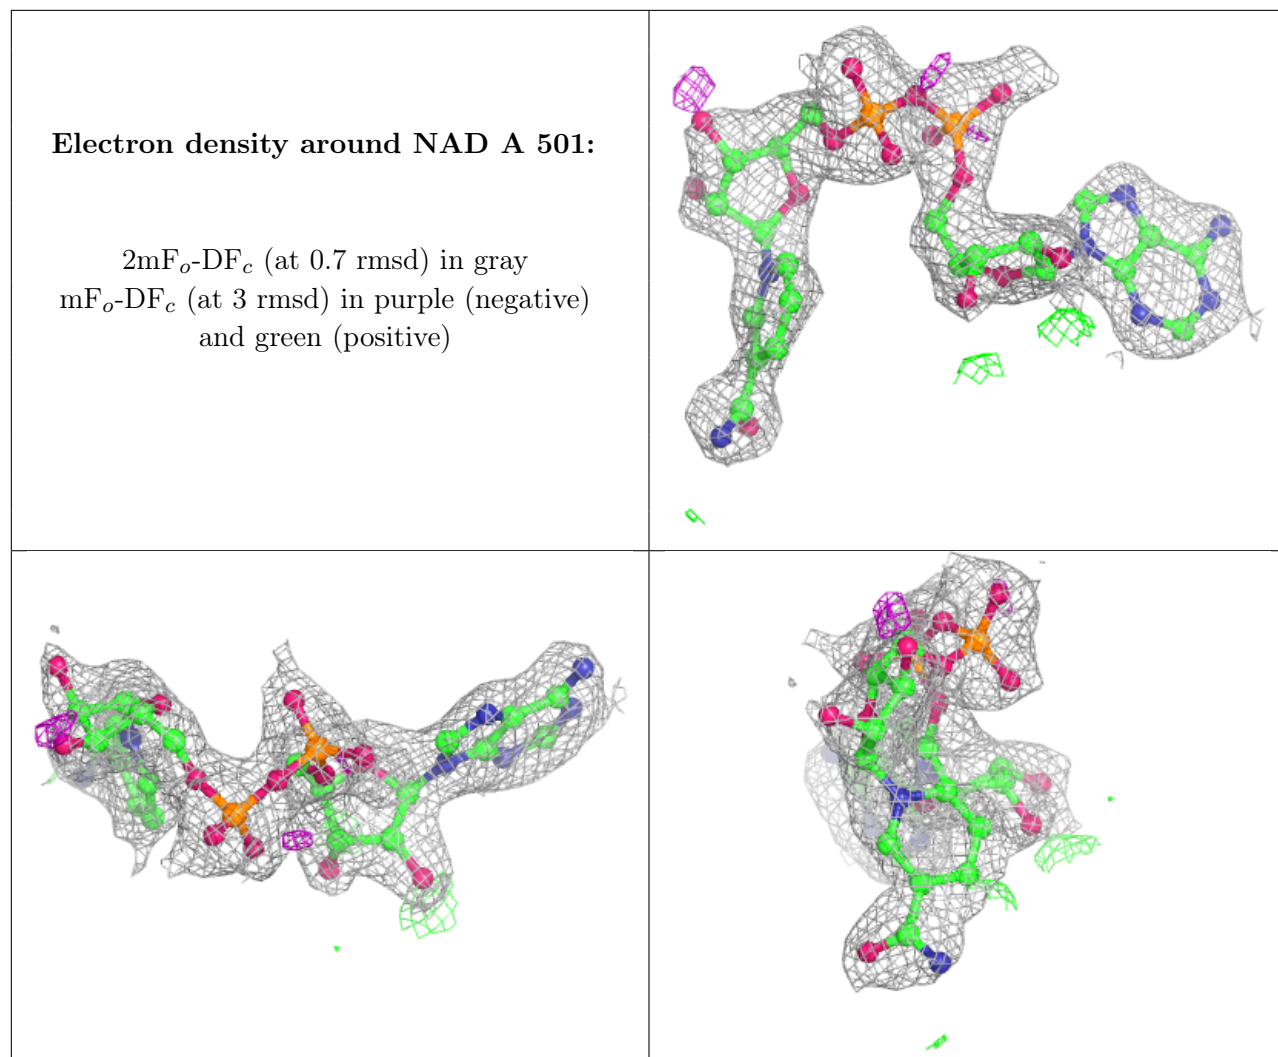 Electron density around NAD A 501:
2mFₒ-DF𝒸 (at 0.7 rmsd) in gray
mFₒ-DF𝒸 (at 3 rmsd) in purple (negative)
and green (positive)